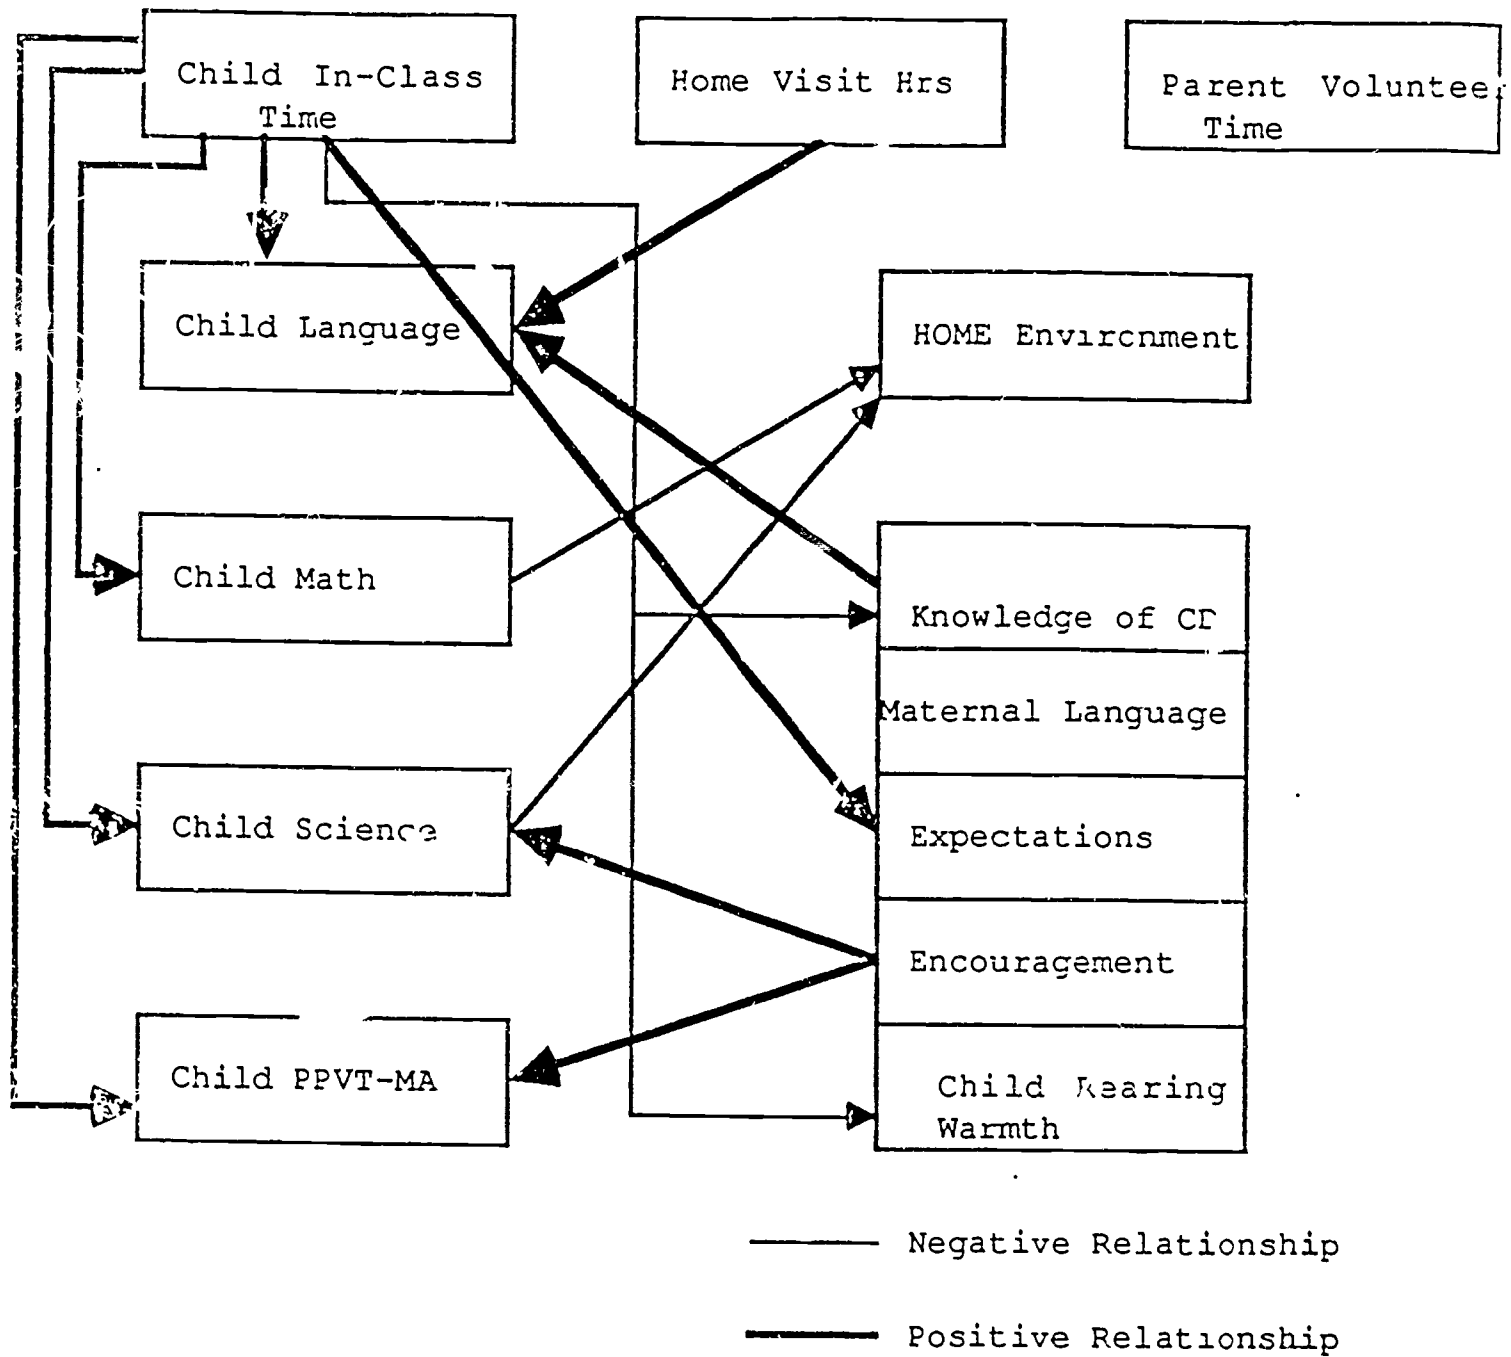 Child In-Class
Time
Home Visit Hrs
Parent Volunteer
Time
Child Language
HOME Environment
Child Math
Knowledge of CD
Maternal Language
Child Science
Expectations
Encouragement
Child PPVT-MA
Child Rearing
Warmth
Negative Relationship
Positive Relationship